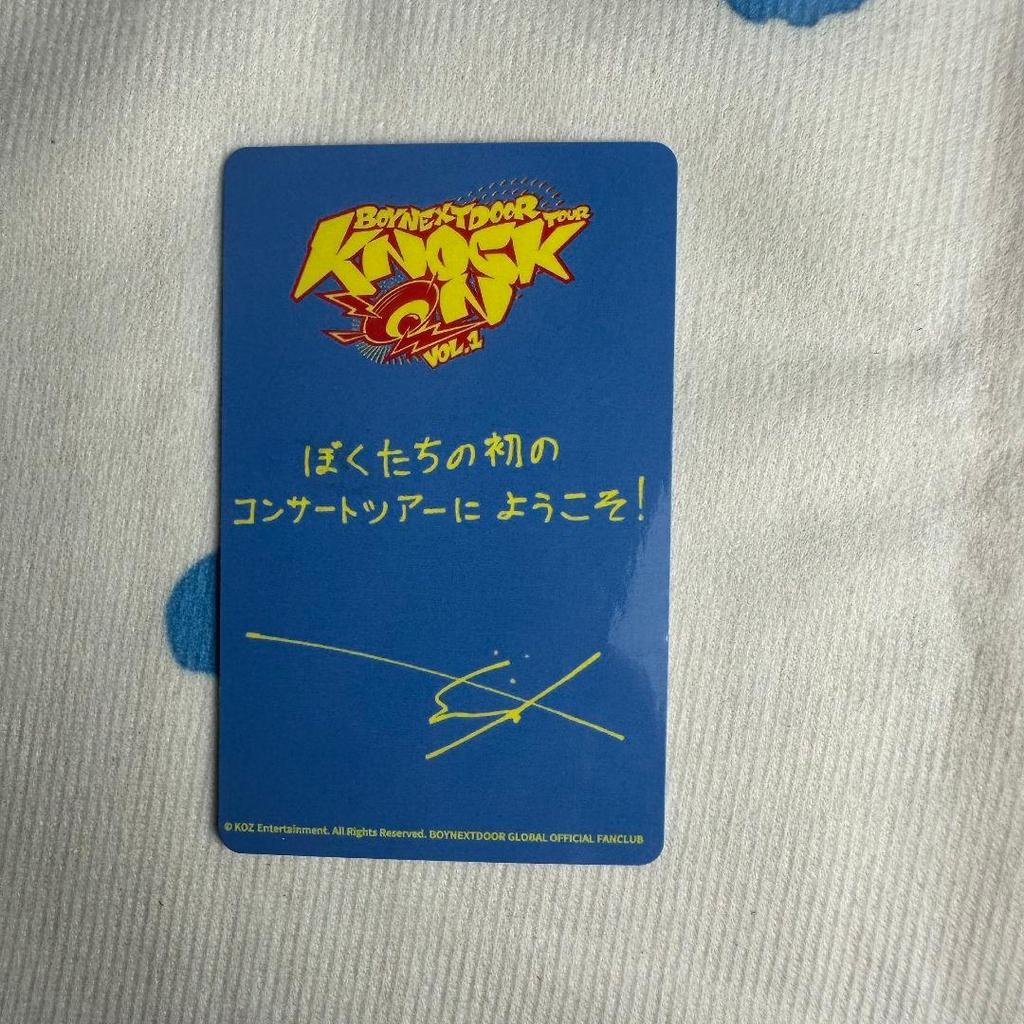 BOYNEXTDOOR TOUR
KNOCK
ON
VOL.1
ぼくたちの初の
コンサートツアーに ようこそ!
© KOZ Entertainment. All Rights Reserved. BOYNEXTDOOR GLOBAL OFFICIAL FANCLUB